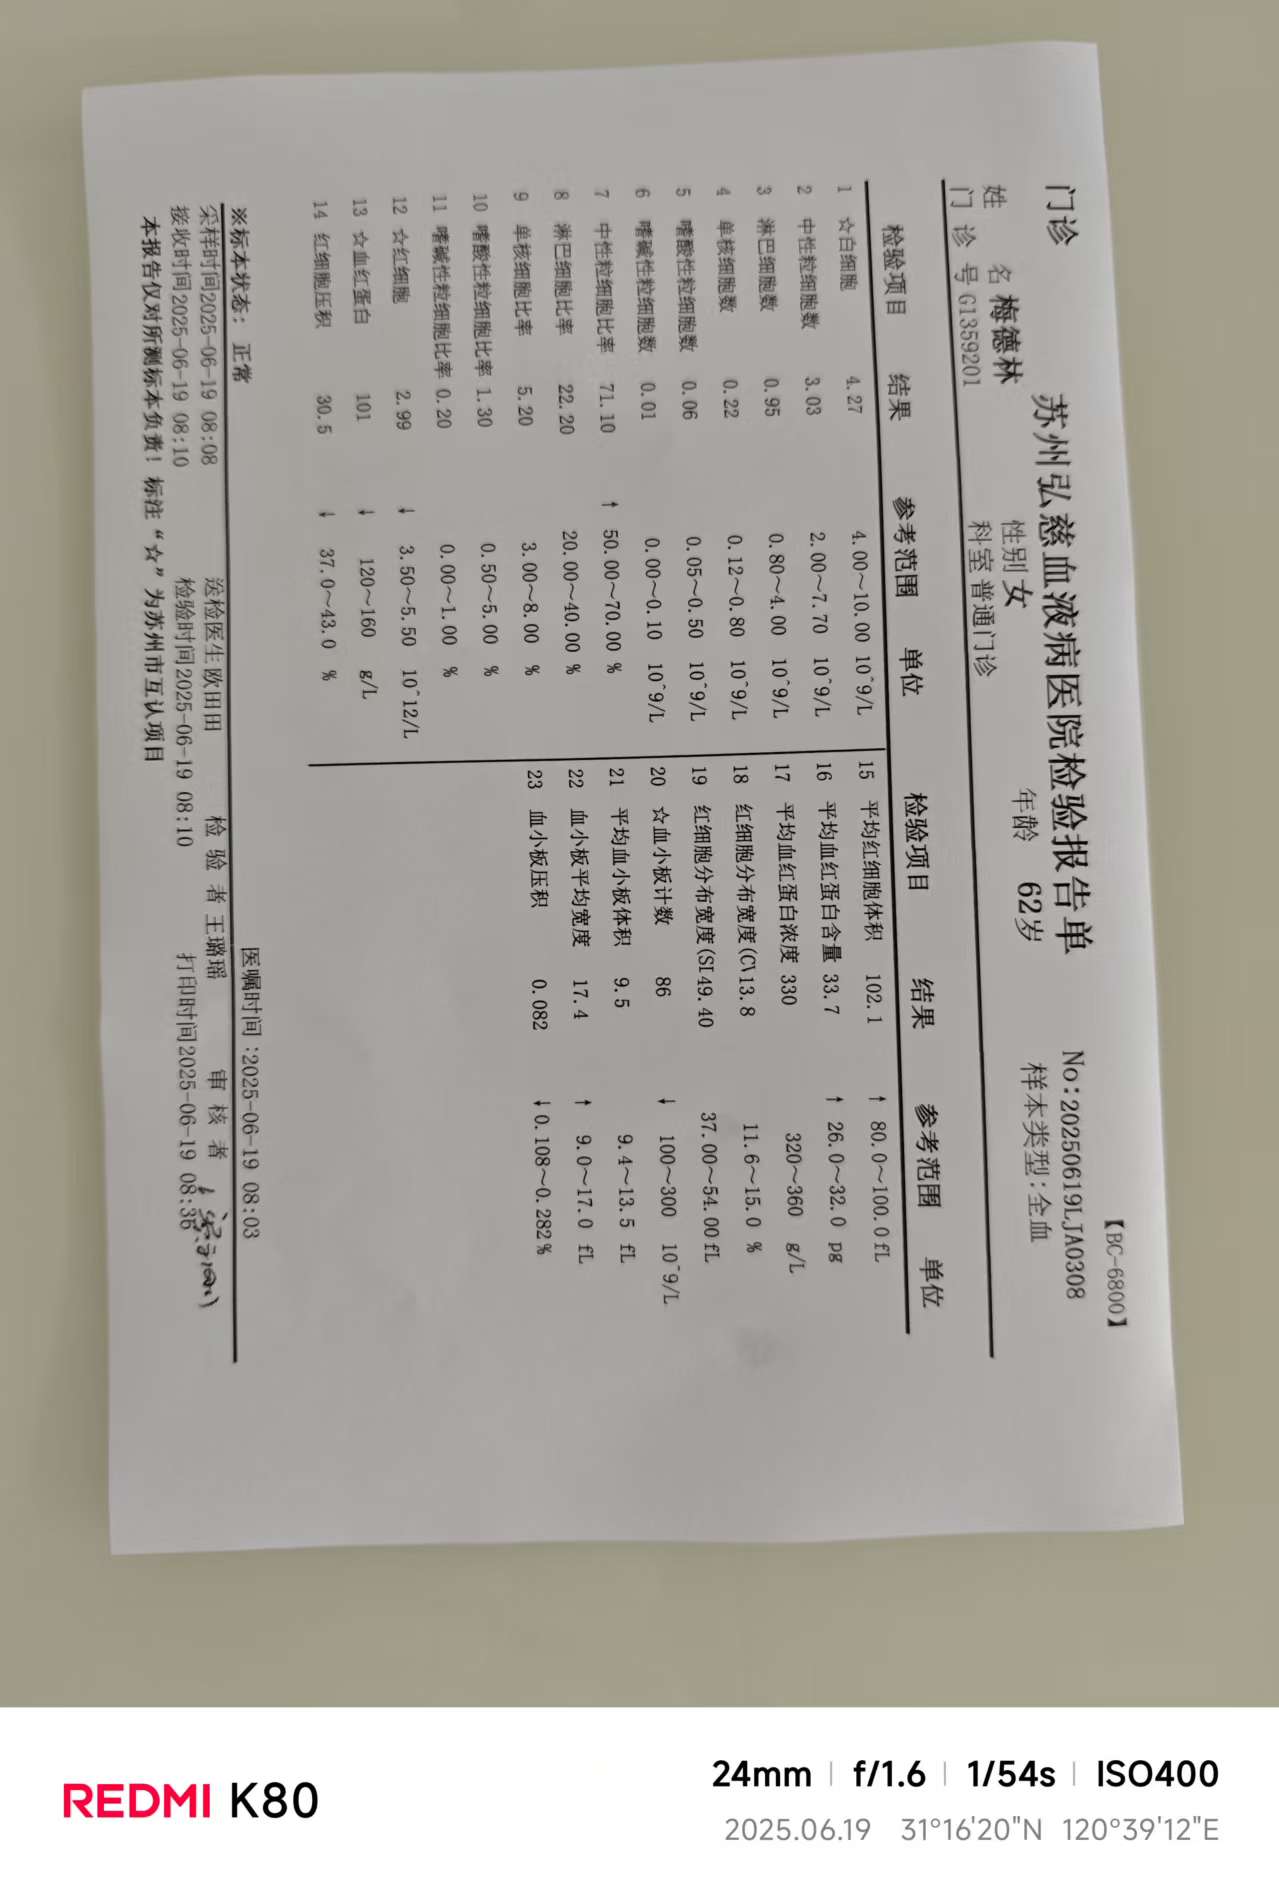 【BC-6800】
门诊 苏州弘慈血液病医院检验报告单 No:20250619LJA0308
姓 名 梅德林 性别 女 年龄 62岁 样本类型:全血
门 诊 号 G1359201 科室 普通门诊
检验项目 结果 参考范围 单位 检验项目 结果 参考范围 单位
1 ☆白细胞 4.27 4.00～10.00 10^9/L 15 平均红细胞体积 102.1 ↑ 80.0～100.0 fL
2 中性粒细胞数 3.03 2.00～7.70 10^9/L 16 平均血红蛋白含量 33.7 ↑ 26.0～32.0 pg
3 淋巴细胞数 0.95 0.80～4.00 10^9/L 17 平均血红蛋白浓度 330 320～360 g/L
4 单核细胞数 0.22 0.12～0.80 10^9/L 18 红细胞分布宽度(C\13.8 11.6～15.0 %
5 嗜酸性粒细胞数 0.06 0.05～0.50 10^9/L 19 红细胞分布宽度(SI49.40 37.00～54.00 fL
6 嗜碱性粒细胞数 0.01 0.00～0.10 10^9/L 20 ☆血小板计数 86 ↓ 100～300 10^9/L
7 中性粒细胞比率 71.10 ↑ 50.00～70.00 % 21 平均血小板体积 9.5 9.4～13.5 fL
8 淋巴细胞比率 22.20 20.00～40.00 % 22 血小板平均宽度 17.4 ↑ 9.0～17.0 fL
9 单核细胞比率 5.20 3.00～8.00 % 23 血小板压积 0.082 ↓ 0.108～0.282 %
10 嗜酸性粒细胞比率 1.30 0.50～5.00 %
11 嗜碱性粒细胞比率 0.20 0.00～1.00 %
12 ☆红细胞 2.99 ↓ 3.50～5.50 10^12/L
13 ☆血红蛋白 101 ↓ 120～160 g/L
14 红细胞压积 30.5 ↓ 37.0～43.0 %
※标本状态: 正常 医嘱时间:2025-06-19 08:03
采样时间2025-06-19 08:08 送检医生 欧田田 检 验 者 王璐瑶 审 核 者
接收时间2025-06-19 08:10 检验时间2025-06-19 08:10 打印时间2025-06-19 08:36
本报告仅对所测标本负责! 标注“☆”为苏州市互认项目
REDMI K80
24mm | f/1.6 | 1/54s | ISO400
2025.06.19 31°16'20"N 120°39'12"E